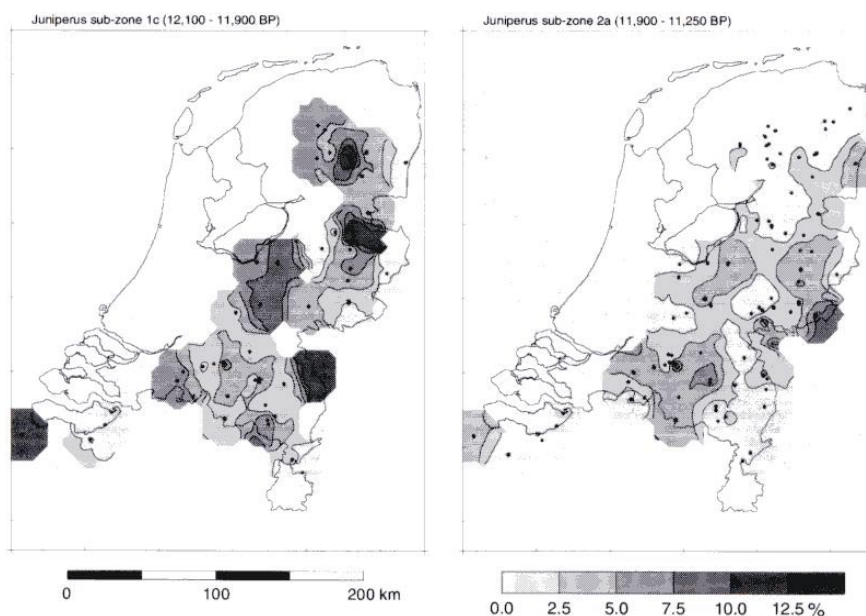 Juniperus sub-zone 1c (12,100 - 11,900 BP)
Juniperus sub-zone 2a (11,900 - 11,250 BP)
0 100 200 km
0.0 2.5 5.0 7.5 10.0 12.5 %